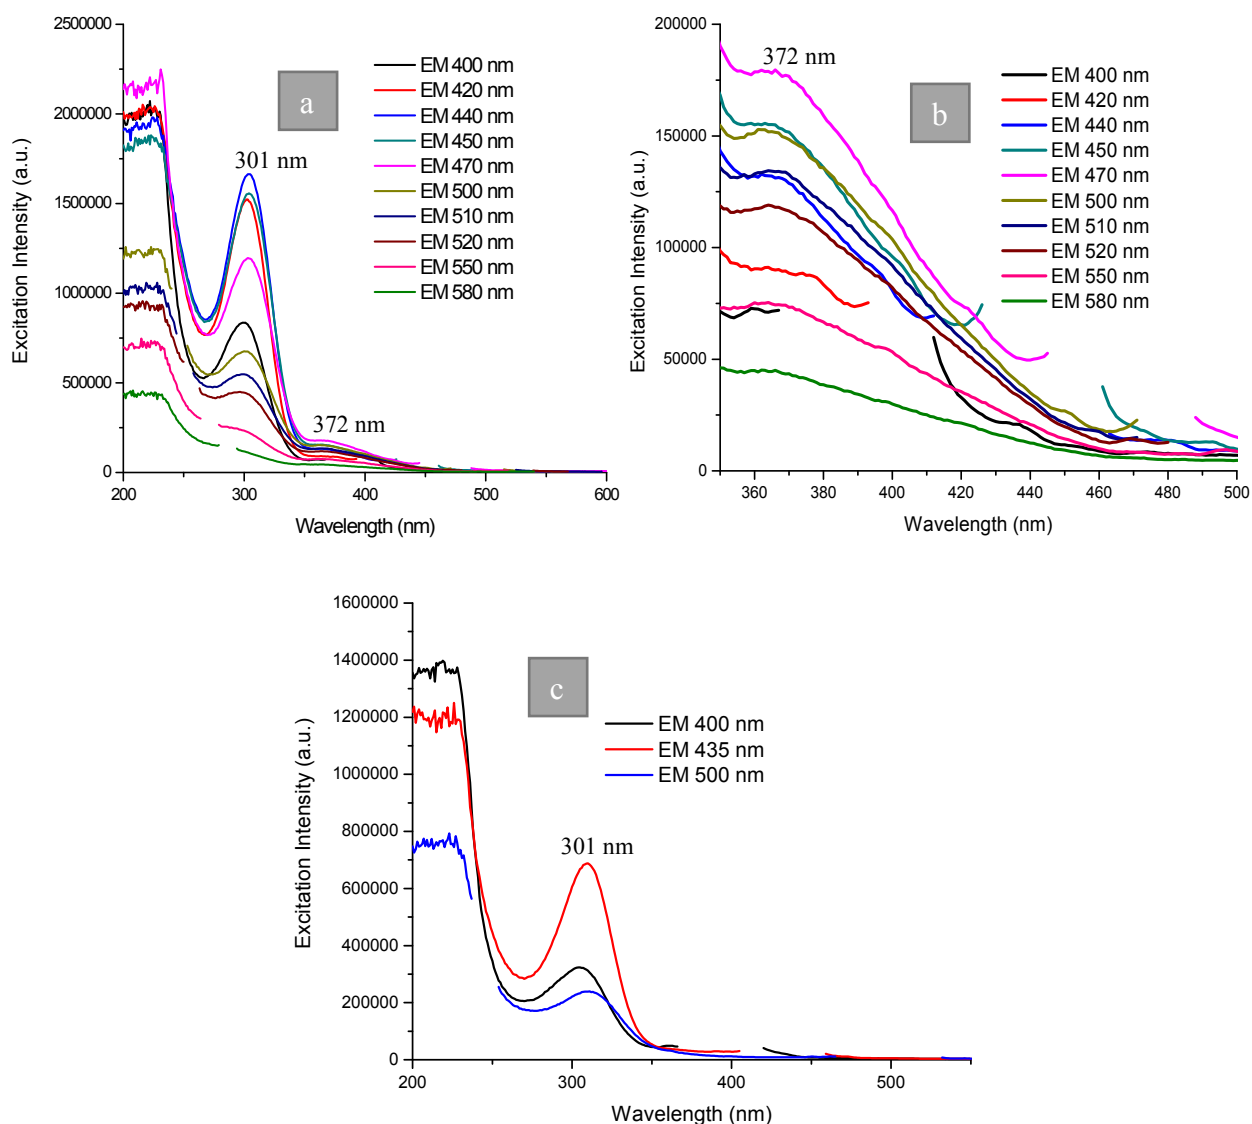 2500000
2000000
1500000
1000000
500000
0
200
300
400
500
600
Excitation Intensity (a.u.)
Wavelength (nm)
a
301 nm
372 nm
EM 400 nm
EM 420 nm
EM 440 nm
EM 450 nm
EM 470 nm
EM 500 nm
EM 510 nm
EM 520 nm
EM 550 nm
EM 580 nm
200000
150000
100000
50000
0
360
380
400
420
440
460
480
500
Excitation Intensity (a.u.)
Wavelength (nm)
372 nm
b
EM 400 nm
EM 420 nm
EM 440 nm
EM 450 nm
EM 470 nm
EM 500 nm
EM 510 nm
EM 520 nm
EM 550 nm
EM 580 nm
1600000
1400000
1200000
1000000
800000
600000
400000
200000
0
200
300
400
500
Excitation Intensity (a.u.)
Wavelength (nm)
c
301 nm
EM 400 nm
EM 435 nm
EM 500 nm